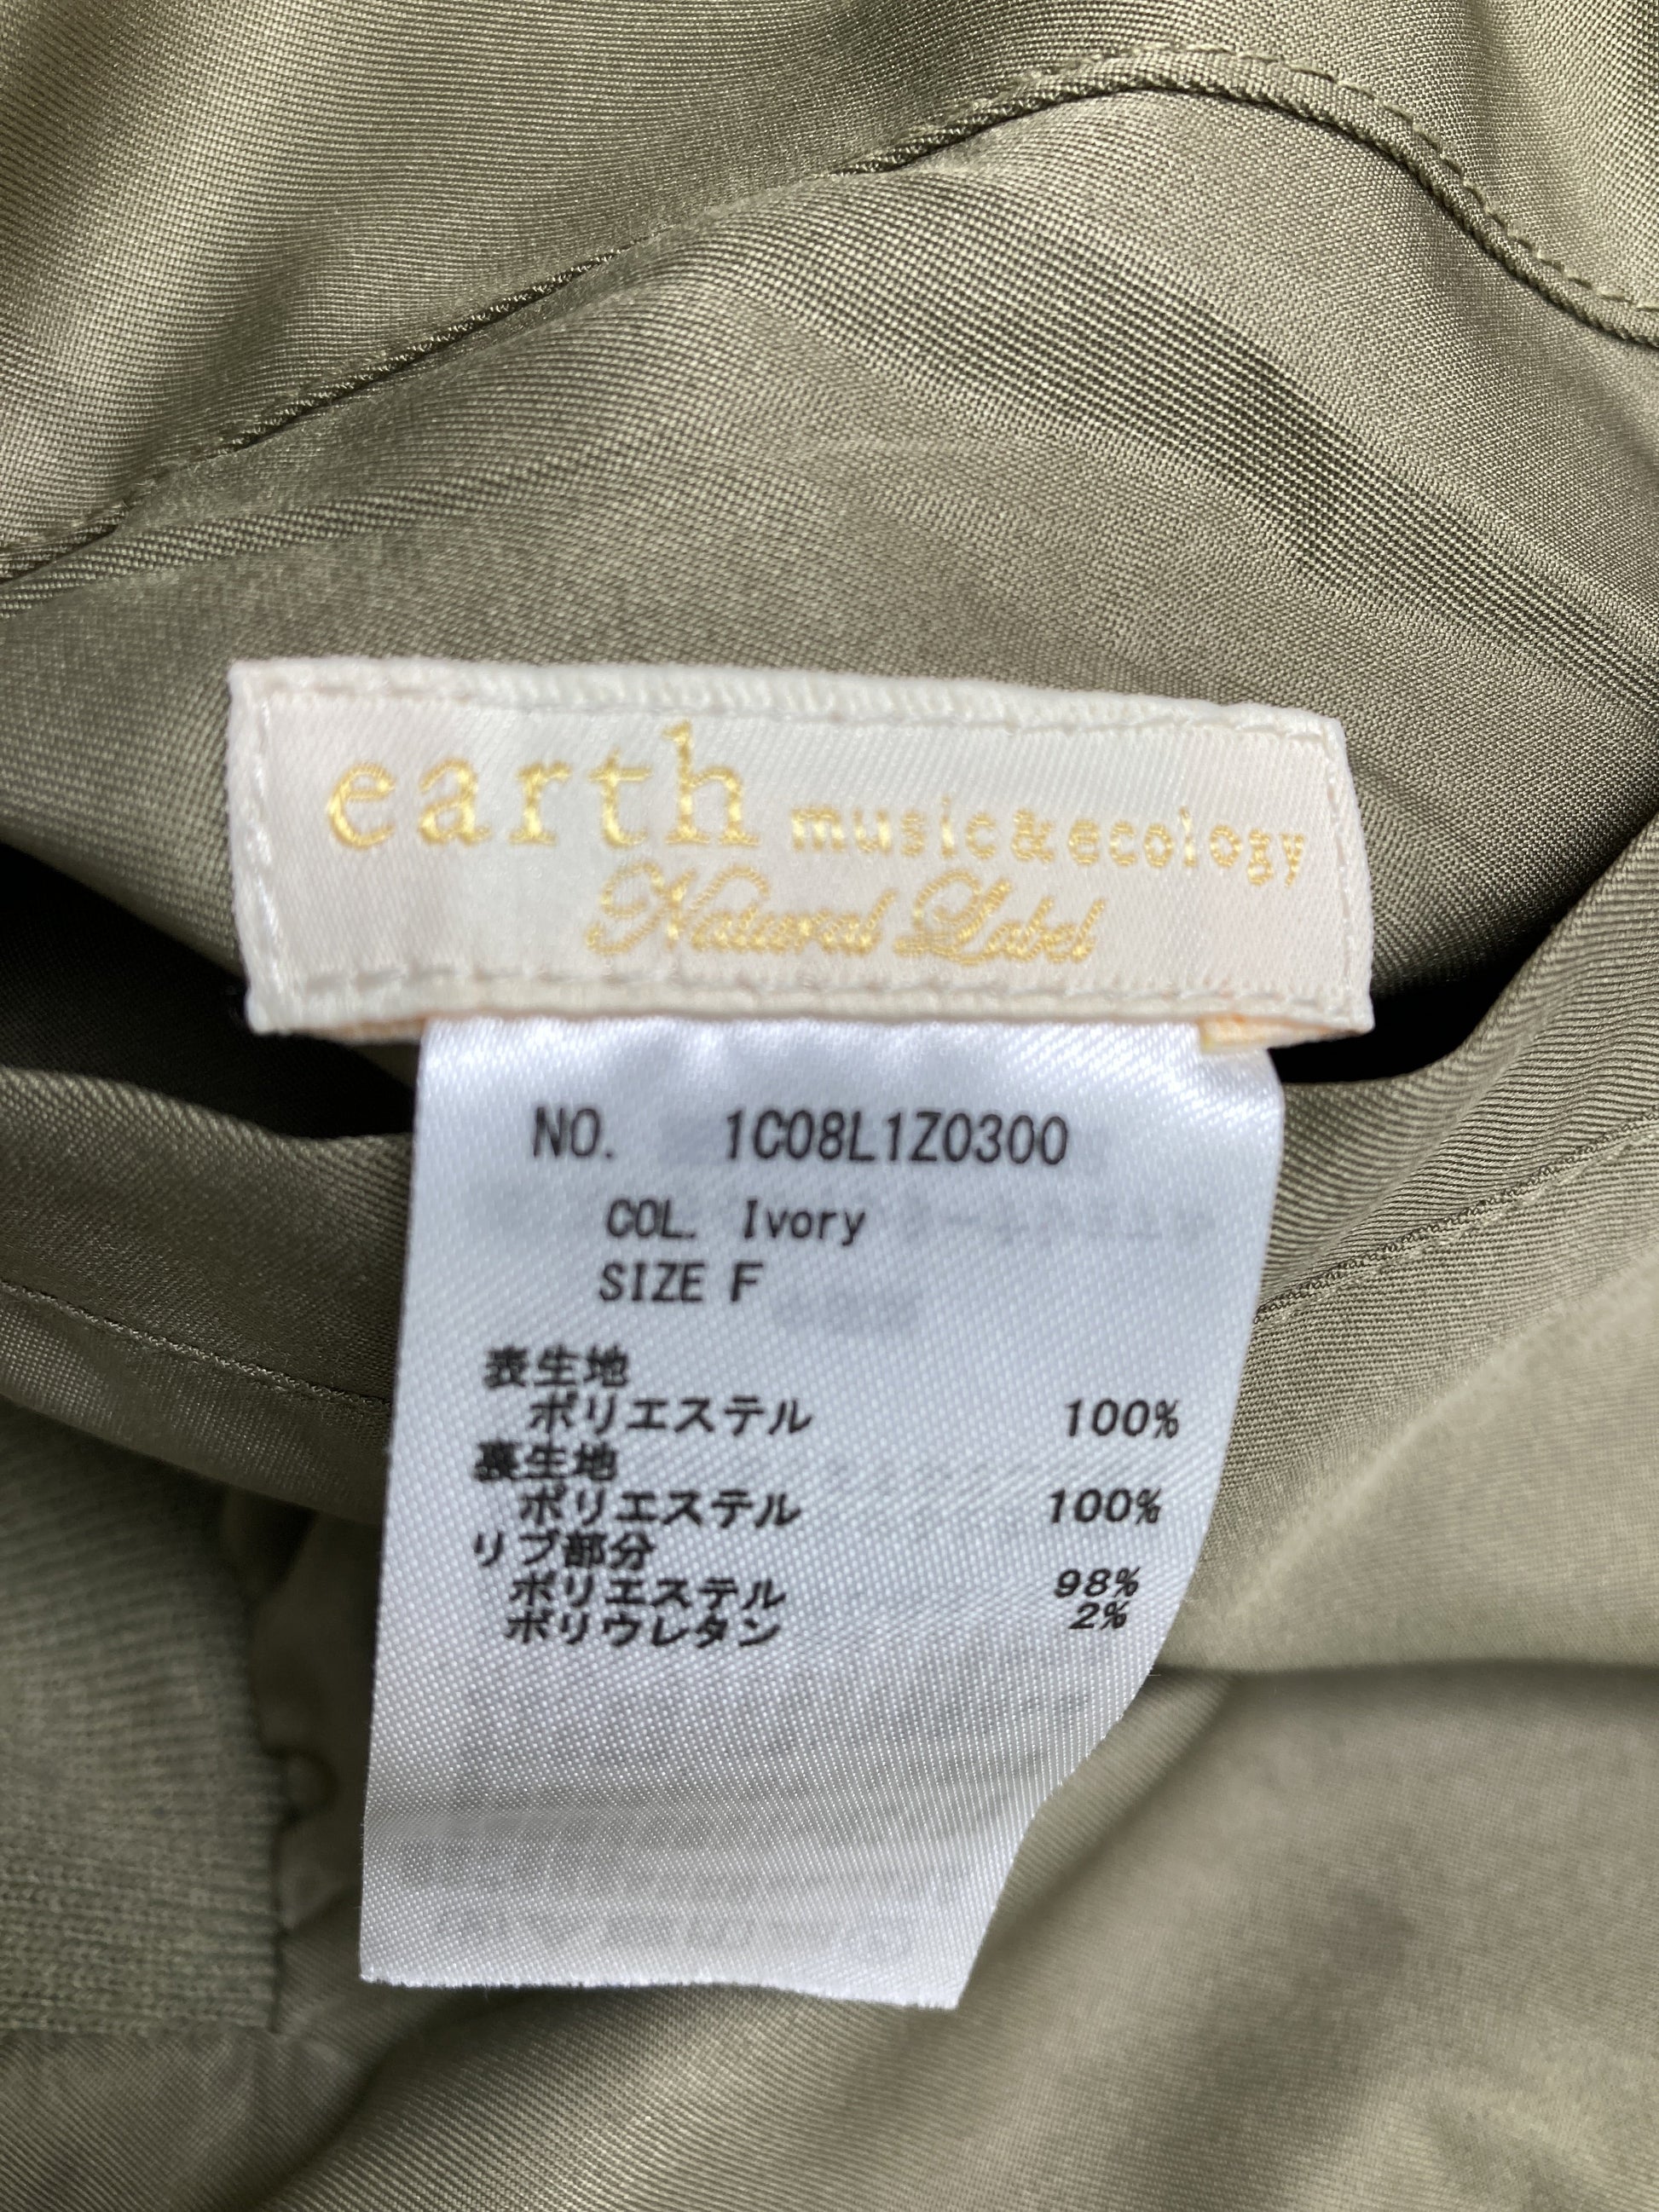 earth music&ecology
Natural Label
NO. 1C08L1Z0300
COL. Ivory
SIZE F
表生地
ポリエステル 100%
裏生地
ポリエステル 100%
リブ部分
ポリエステル 98%
ポリウレタン 2%